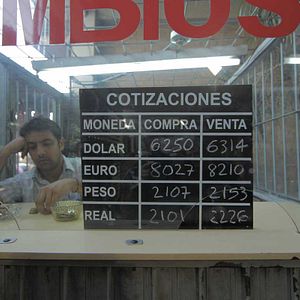 MBIOS
COTIZACIONES
MONEDA COMPRA VENTA
DOLAR 6250 6314
EURO 8027 8210
PESO 2107 2153
REAL 2101 2226